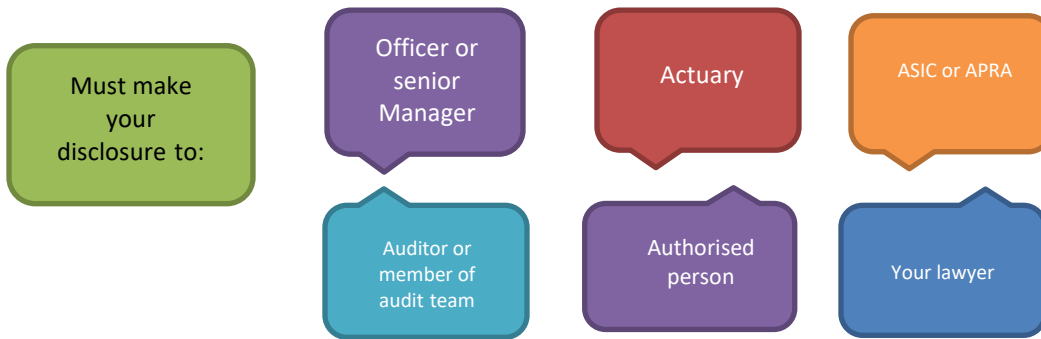 Must make
your
disclosure to:
Officer or
senior
Manager
Actuary
ASIC or APRA
Auditor or
member of
audit team
Authorised
person
Your lawyer